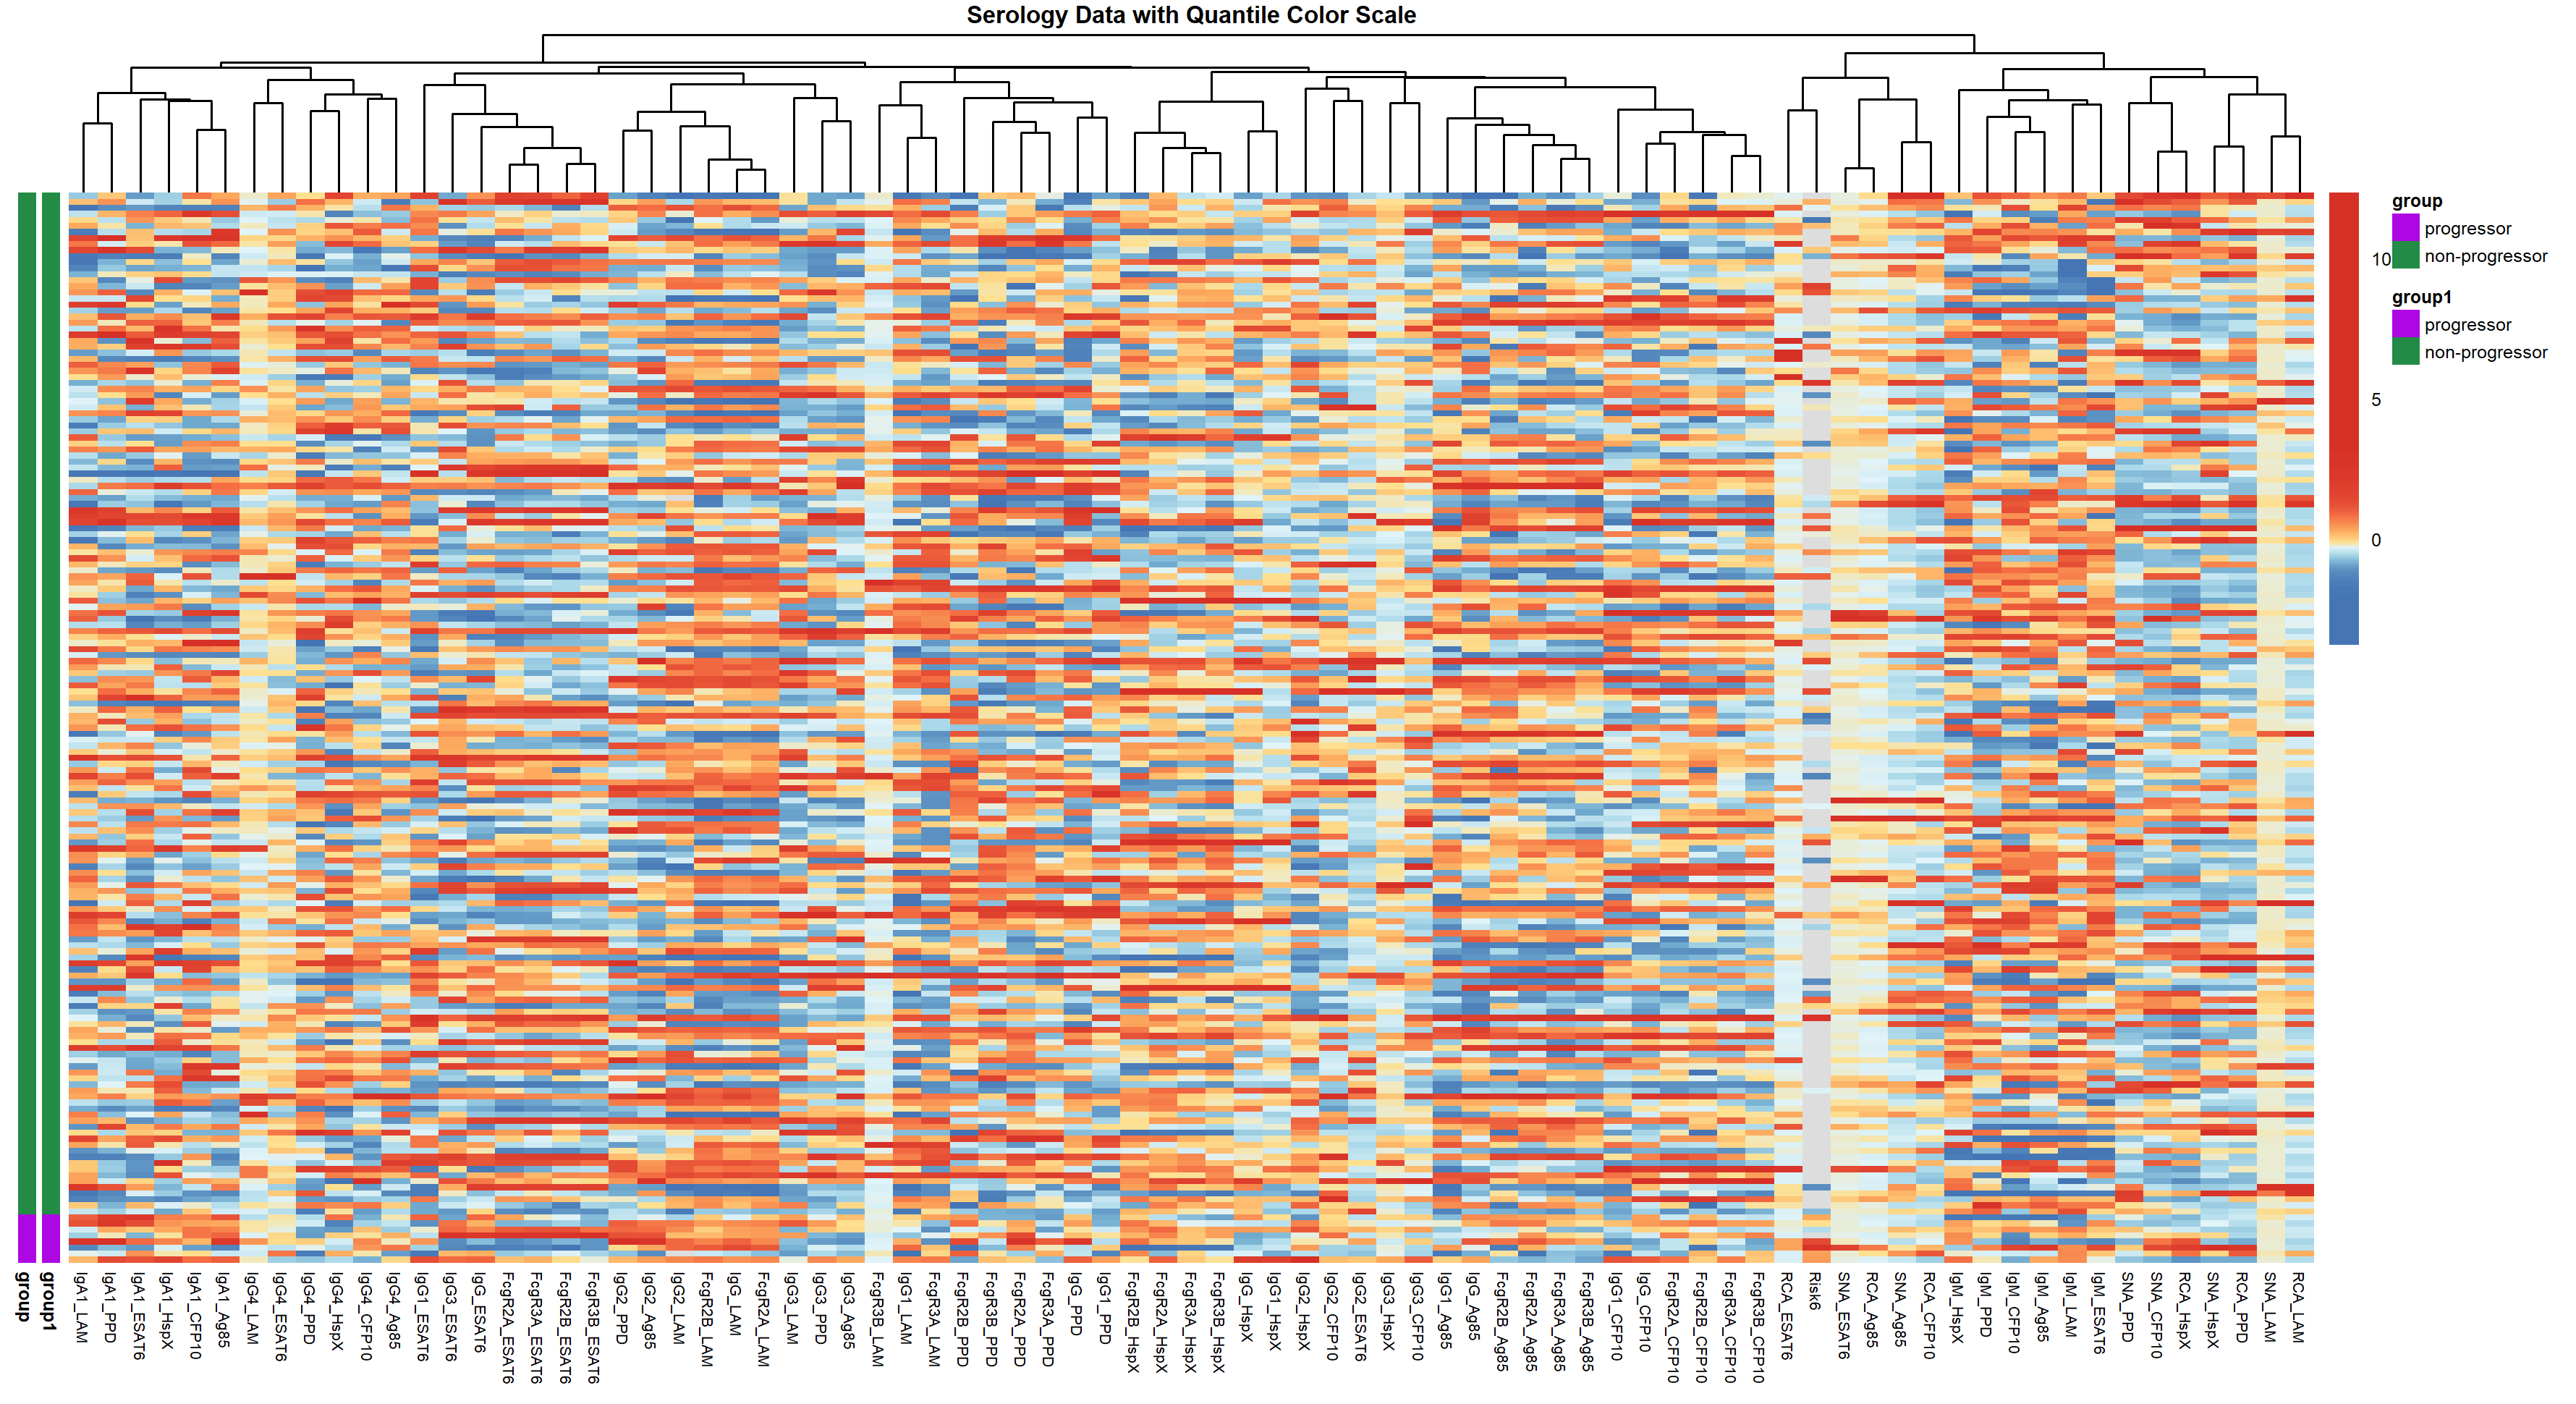 Serology Data with Quantile Color Scale
10
5
0
group
progressor
non-progressor
group1
progressor
non-progressor
group
group1
IgA1_LAM
IgA1_PPD
IgA1_ESAT6
IgA1_HspX
IgA1_CFP10
IgA1_Ag85
IgG4_LAM
IgG4_ESAT6
IgG4_PPD
IgG4_HspX
IgG4_CFP10
IgG4_Ag85
IgG1_ESAT6
IgG3_ESAT6
IgG_ESAT6
FcgR2A_ESAT6
FcgR3A_ESAT6
FcgR2B_ESAT6
FcgR3B_ESAT6
IgG2_PPD
IgG2_Ag85
IgG2_LAM
FcgR2B_LAM
IgG_LAM
FcgR2A_LAM
IgG3_LAM
IgG3_PPD
IgG3_Ag85
FcgR3B_LAM
IgG1_LAM
FcgR3A_LAM
FcgR2B_PPD
FcgR3B_PPD
FcgR2A_PPD
FcgR3A_PPD
IgG_PPD
IgG1_PPD
FcgR2B_HspX
FcgR2A_HspX
FcgR3A_HspX
FcgR3B_HspX
IgG_HspX
IgG1_HspX
IgG2_HspX
IgG2_CFP10
IgG2_ESAT6
IgG3_HspX
IgG3_CFP10
IgG1_Ag85
IgG_Ag85
FcgR2B_Ag85
FcgR2A_Ag85
FcgR3A_Ag85
FcgR3B_Ag85
IgG1_CFP10
IgG_CFP10
FcgR2A_CFP10
FcgR2B_CFP10
FcgR3A_CFP10
FcgR3B_CFP10
RCA_ESAT6
Risk6
SNA_ESAT6
RCA_Ag85
SNA_Ag85
RCA_CFP10
IgM_HspX
IgM_PPD
IgM_CFP10
IgM_Ag85
IgM_LAM
IgM_ESAT6
SNA_PPD
SNA_CFP10
RCA_HspX
SNA_HspX
RCA_PPD
SNA_LAM
RCA_LAM